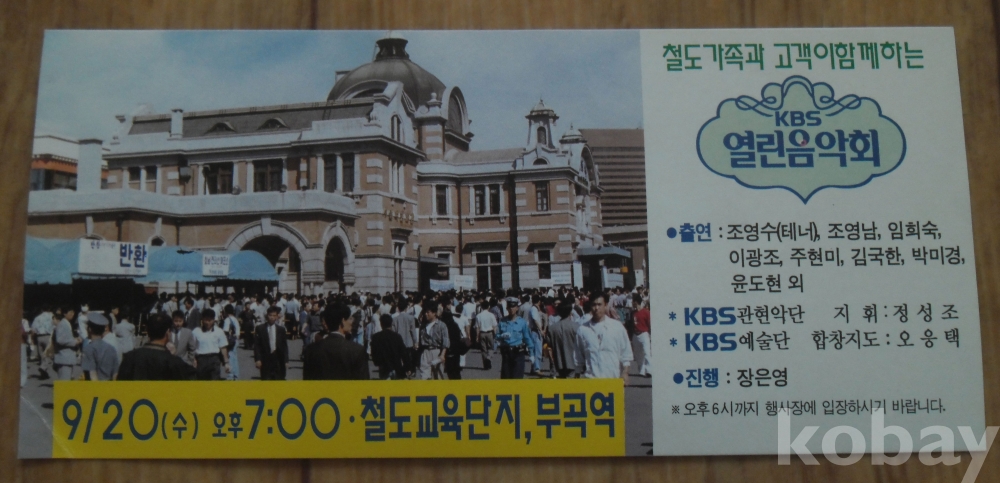 철도가족과 고객이함께하는
KBS
열린음악회
반환
●출연 : 조영수(테너), 조영남, 임희숙,
이광조, 주현미, 김국한, 박미경,
윤도현 외
* KBS관현악단 지 휘 : 정 성 조
* KBS예술단 합창지도 : 오 응 택
●진행 : 장은영
※ 오후 6시까지 행사장에 입장하시기 바랍니다.
9/20(수) 오후7:00·철도교육단지, 부곡역
kobay